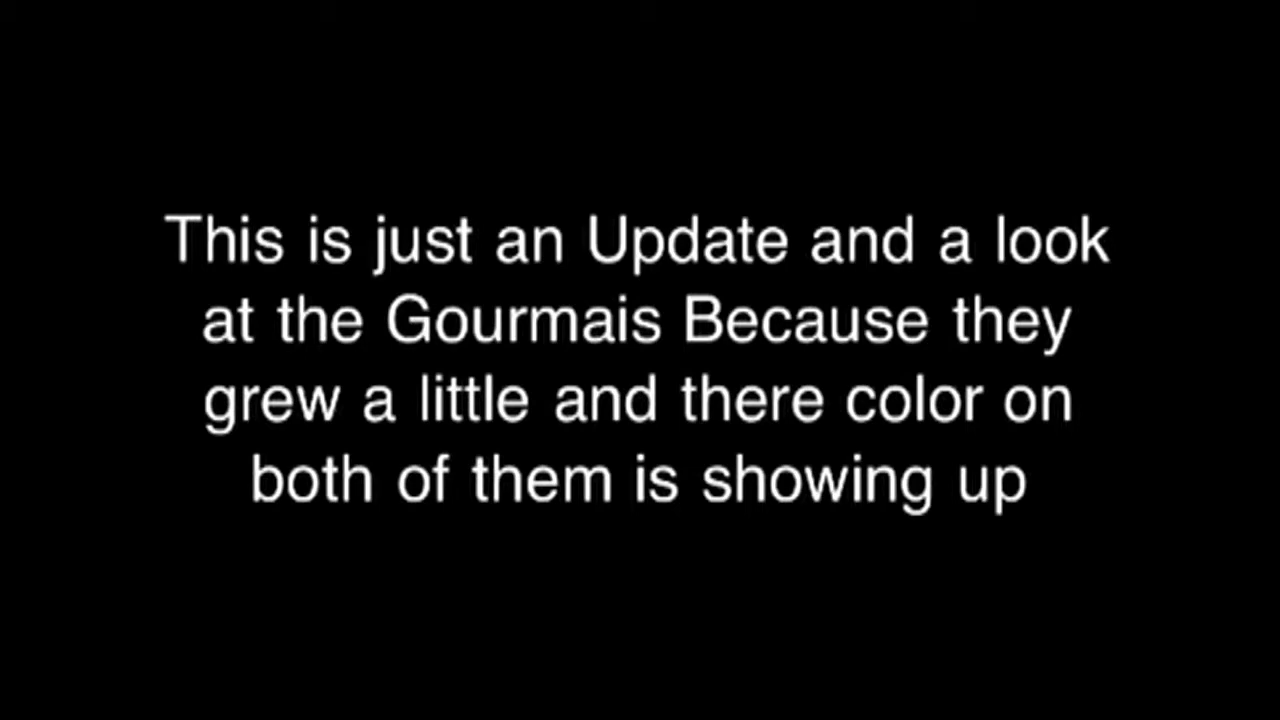 This is just an Update and a look
at the Gourmais Because they
grew a little and there color on
both of them is showing up